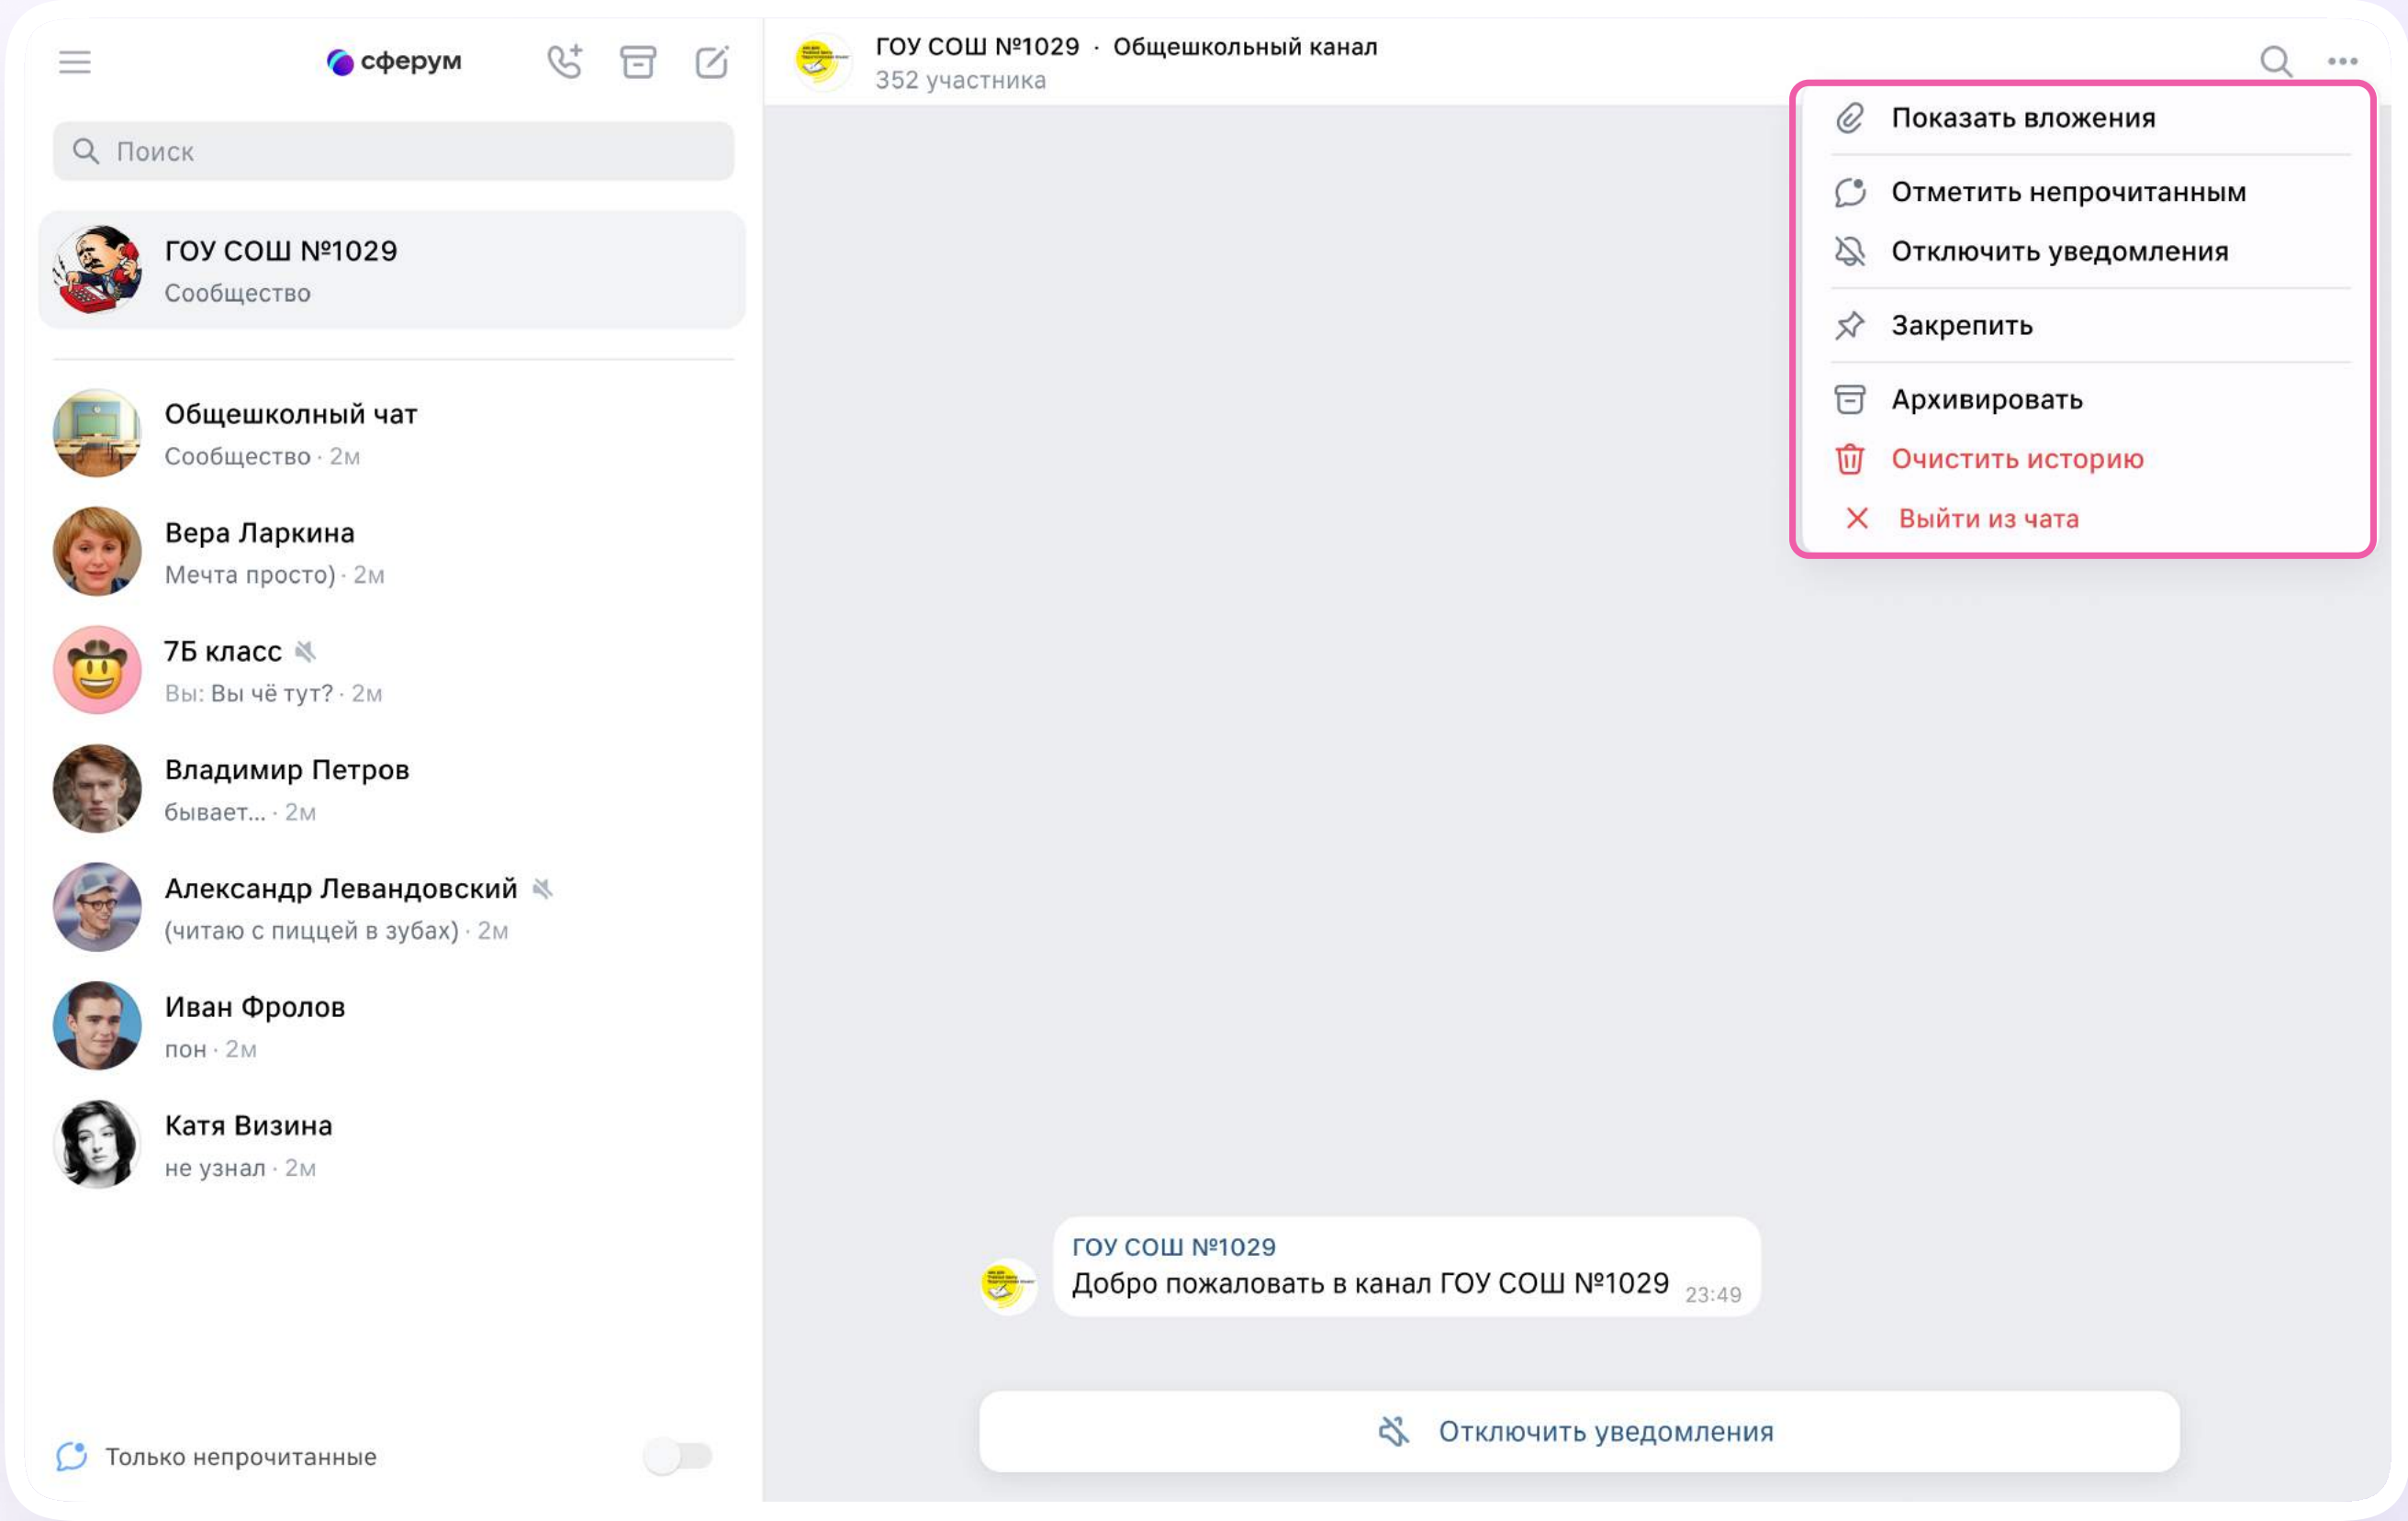 сферум
Поиск
ГОУ СОШ №1029
Сообщество
Общешколный чат
Сообщество · 2м
Вера Ларкина
Мечта просто) · 2м
7Б класс
Вы: Вы чё тут? · 2м
Владимир Петров
бывает... · 2м
Александр Левандовский
(читаю с пиццей в зубах) · 2м
Иван Фролов
пон · 2м
Катя Визина
не узнал · 2м
Только непрочитанные
ГОУ СОШ №1029 · Общешкольный канал
352 участника
Показать вложения
Отметить непрочитанным
Отключить уведомления
Закрепить
Архивировать
Очистить историю
Выйти из чата
ГОУ СОШ №1029
Добро пожаловать в канал ГОУ СОШ №1029 23:49
Отключить уведомления